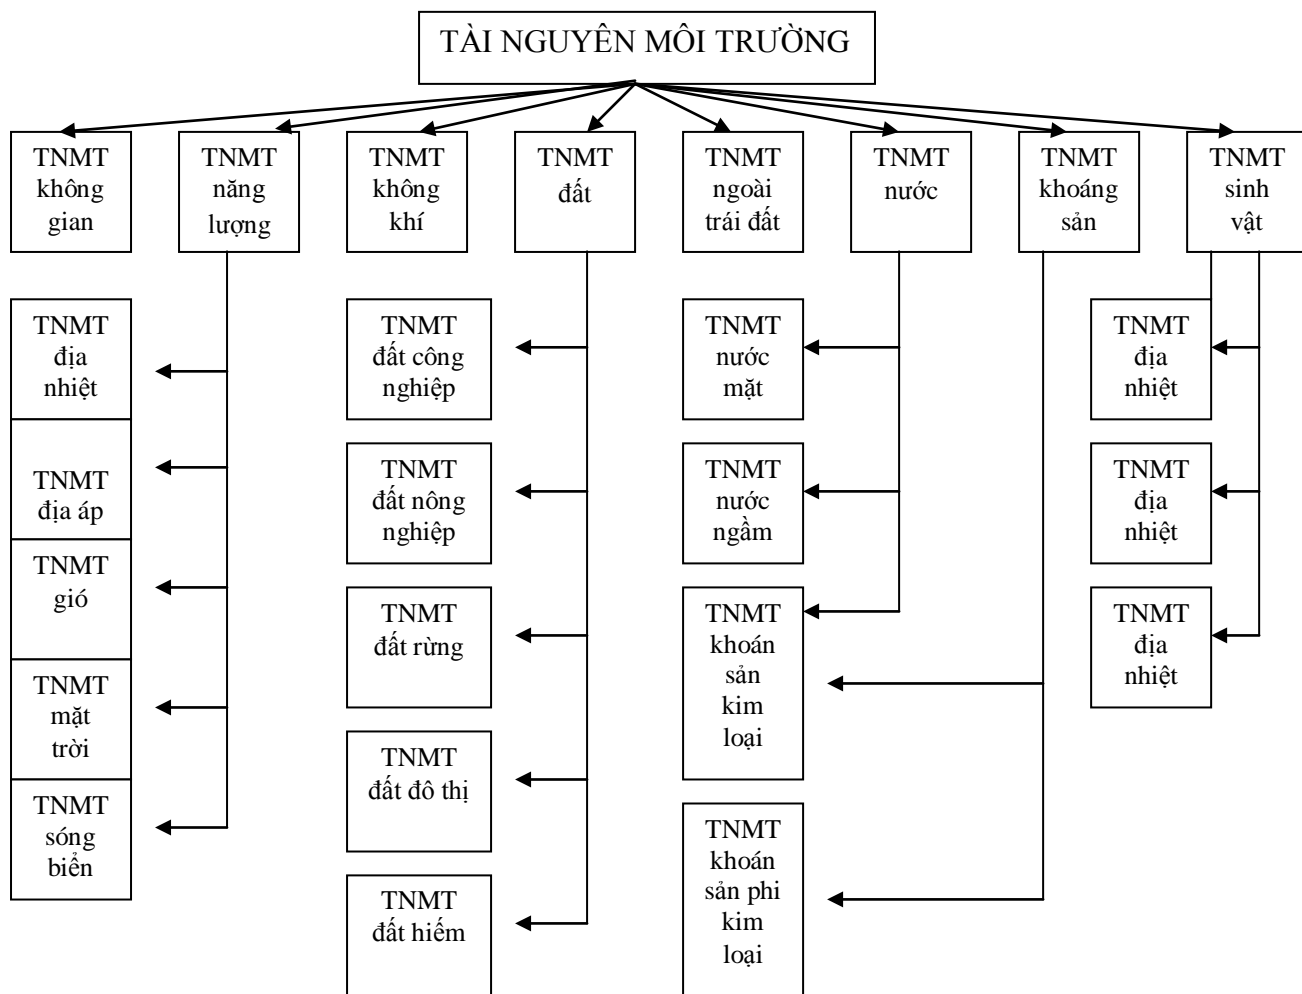 TÀI NGUYÊN MÔI TRƯỜNG
TNMT
không
gian
TNMT
năng
lượng
TNMT
không
khí
TNMT
đất
TNMT
ngoài
trái đất
TNMT
nước
TNMT
khoáng
sản
TNMT
sinh
vật
TNMT
địa
nhiệt
TNMT
địa áp
TNMT
gió
TNMT
mặt
trời
TNMT
sóng
biển
TNMT
đất công
nghiệp
TNMT
đất nông
nghiệp
TNMT
đất rừng
TNMT
đất đô thị
TNMT
đất hiếm
TNMT
nước
mặt
TNMT
nước
ngầm
TNMT
khoán
sản
kim
loại
TNMT
khoán
sản phi
kim
loại
TNMT
địa
nhiệt
TNMT
địa
nhiệt
TNMT
địa
nhiệt